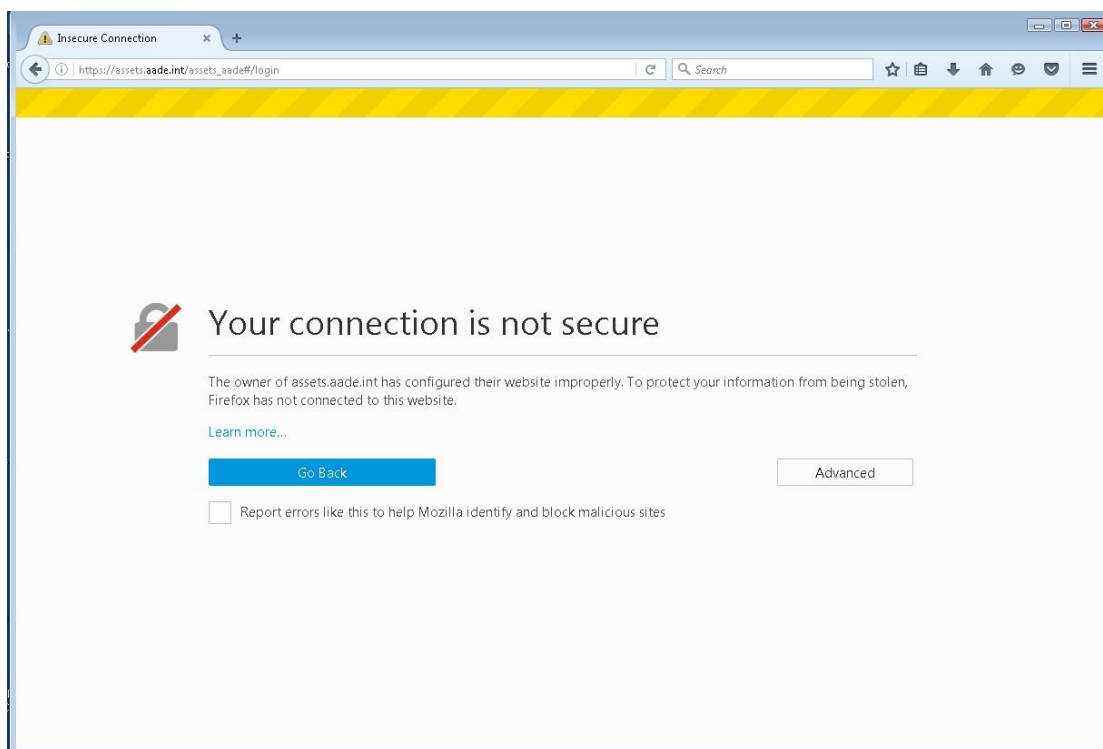 Insecure Connection
https://assets.aade.int/assets_aade#/login
Search
Your connection is not secure
The owner of assets.aade.int has configured their website improperly. To protect your information from being stolen,
Firefox has not connected to this website.
Learn more...
Go Back
Advanced
Report errors like this to help Mozilla identify and block malicious sites